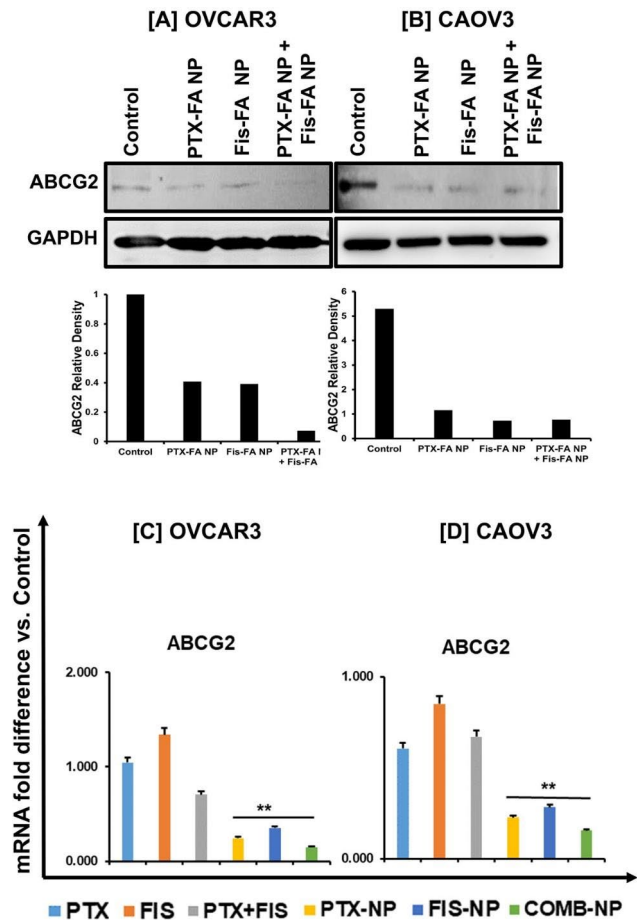 [A] OVCAR3 [B] CAOV3
Control PTX-FA NP Fis-FA NP PTX-FA NP + Fis-FA NP Control PTX-FA NP Fis-FA NP PTX-FA NP + Fis-FA NP
ABCG2
GAPDH
ABCG2 Relative Density
1
0.8
0.6
0.4
0.2
0
Control PTX-FA NP Fis-FA NP PTX-FA I
+ Fis-FA
ABCG2 Relative Density
6
5
4
3
2
1
0
Control PTX-FA NP Fis-FA NP PTX-FA NP
+ Fis-FA NP
mRNA fold difference vs. Control
[C] OVCAR3
ABCG2
2.000
1.000
0.000
**
[D] CAOV3
ABCG2
1.000
0.000
**
PTX FIS PTX+FIS PTX-NP FIS-NP COMB-NP